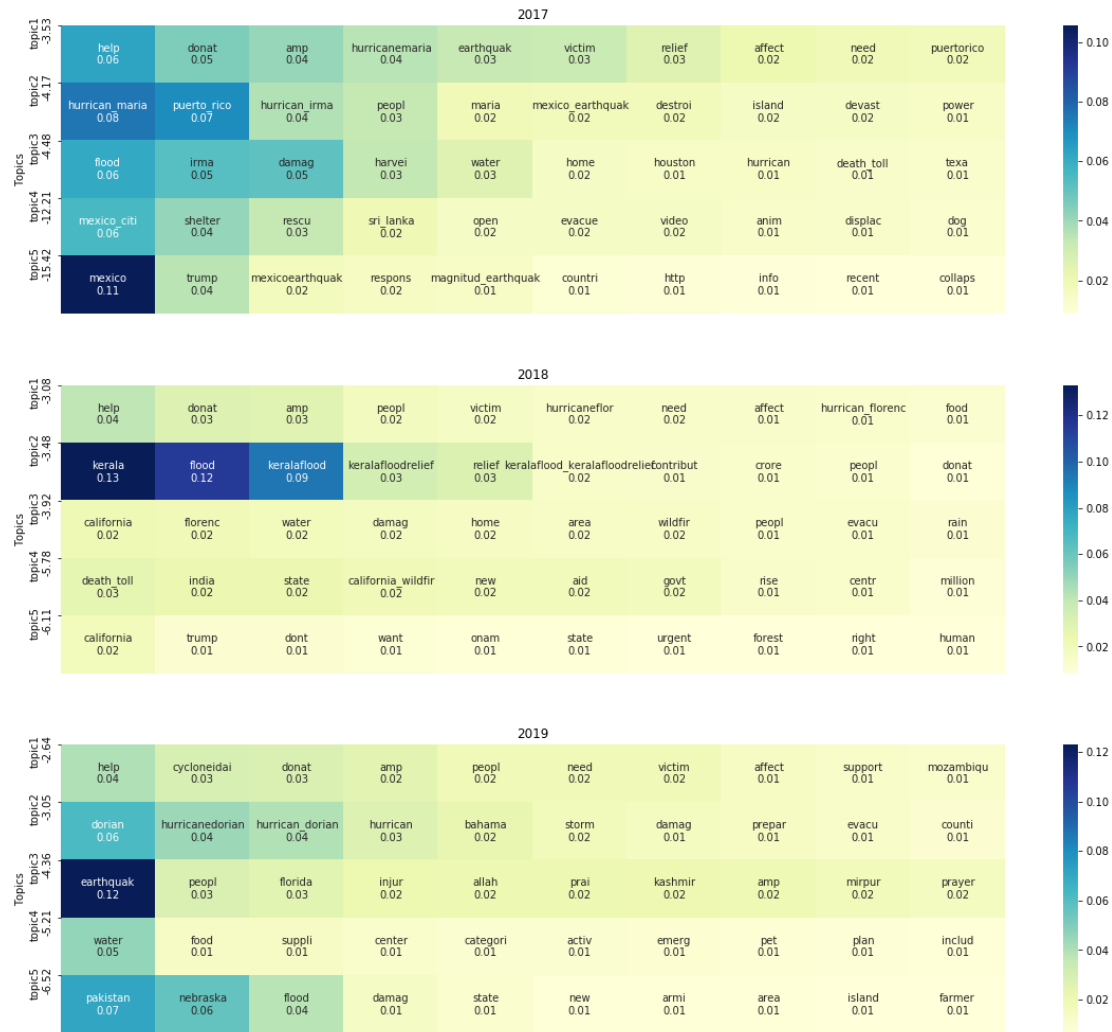 2017
topic1 -3.53
help donat amp hurricanemaria earthquak victim relief affect need puertorico
0.06 0.05 0.04 0.04 0.03 0.03 0.03 0.02 0.02 0.02
topic2 -4.17
hurrican_maria puerto_rico hurrican_irma peopl maria mexico_earthquak destroi island devast power
0.08 0.07 0.04 0.03 0.02 0.02 0.02 0.02 0.02 0.01
topic3 -4.48
flood irma damag harvei water home houston hurrican death_toll texa
0.06 0.05 0.05 0.03 0.03 0.02 0.01 0.01 0.01 0.01
topic4 -12.21
mexico_citi shelter rescu sri_lanka open evacue video anim displac dog
0.06 0.04 0.03 0.02 0.02 0.02 0.02 0.01 0.01 0.01
topic5 -15.42
mexico trump mexicoearthquak respons magnitud_earthquak countri http info recent collaps
0.11 0.04 0.02 0.02 0.01 0.01 0.01 0.01 0.01 0.01
Topics
0.10
0.08
0.06
0.04
0.02
2018
topic1 -3.08
help donat amp peopl victim hurricaneflor need affect hurrican_florenc food
0.04 0.03 0.03 0.02 0.02 0.02 0.02 0.01 0.01 0.01
topic2 -3.48
kerala flood keralaflood keralafloodrelief relief keralaflood_keralafloodrelief contribut crore peopl donat
0.13 0.12 0.09 0.03 0.03 0.02 0.01 0.01 0.01 0.01
topic3 -3.92
california florenc water damag home area wildfir peopl evacu rain
0.02 0.02 0.02 0.02 0.02 0.02 0.02 0.01 0.01 0.01
topic4 -5.78
death_toll india state california_wildfir new aid govt rise centr million
0.03 0.02 0.02 0.02 0.02 0.02 0.02 0.01 0.01 0.01
topic5 -6.11
california trump dont want onam state urgent forest right human
0.02 0.01 0.01 0.01 0.01 0.01 0.01 0.01 0.01 0.01
Topics
0.12
0.10
0.08
0.06
0.04
0.02
2019
topic1 -2.64
help cycloneidai donat amp peopl need victim affect support mozambiqu
0.04 0.03 0.03 0.02 0.02 0.02 0.02 0.01 0.01 0.01
topic2 -3.05
dorian hurricanedorian hurrican_dorian hurrican bahama storm damag prepar evacu counti
0.06 0.04 0.04 0.03 0.02 0.02 0.01 0.01 0.01 0.01
topic3 -4.36
earthquak peopl florida injur allah prai kashmir amp mirpur prayer
0.12 0.03 0.03 0.02 0.02 0.02 0.02 0.02 0.02 0.02
topic4 -5.21
water food suppli center categori activ emerg pet plan includ
0.05 0.01 0.01 0.01 0.01 0.01 0.01 0.01 0.01 0.01
topic5 -6.52
pakistan nebraska flood damag state new armi area island farmer
0.07 0.06 0.04 0.01 0.01 0.01 0.01 0.01 0.01 0.01
Topics
0.12
0.10
0.08
0.06
0.04
0.02